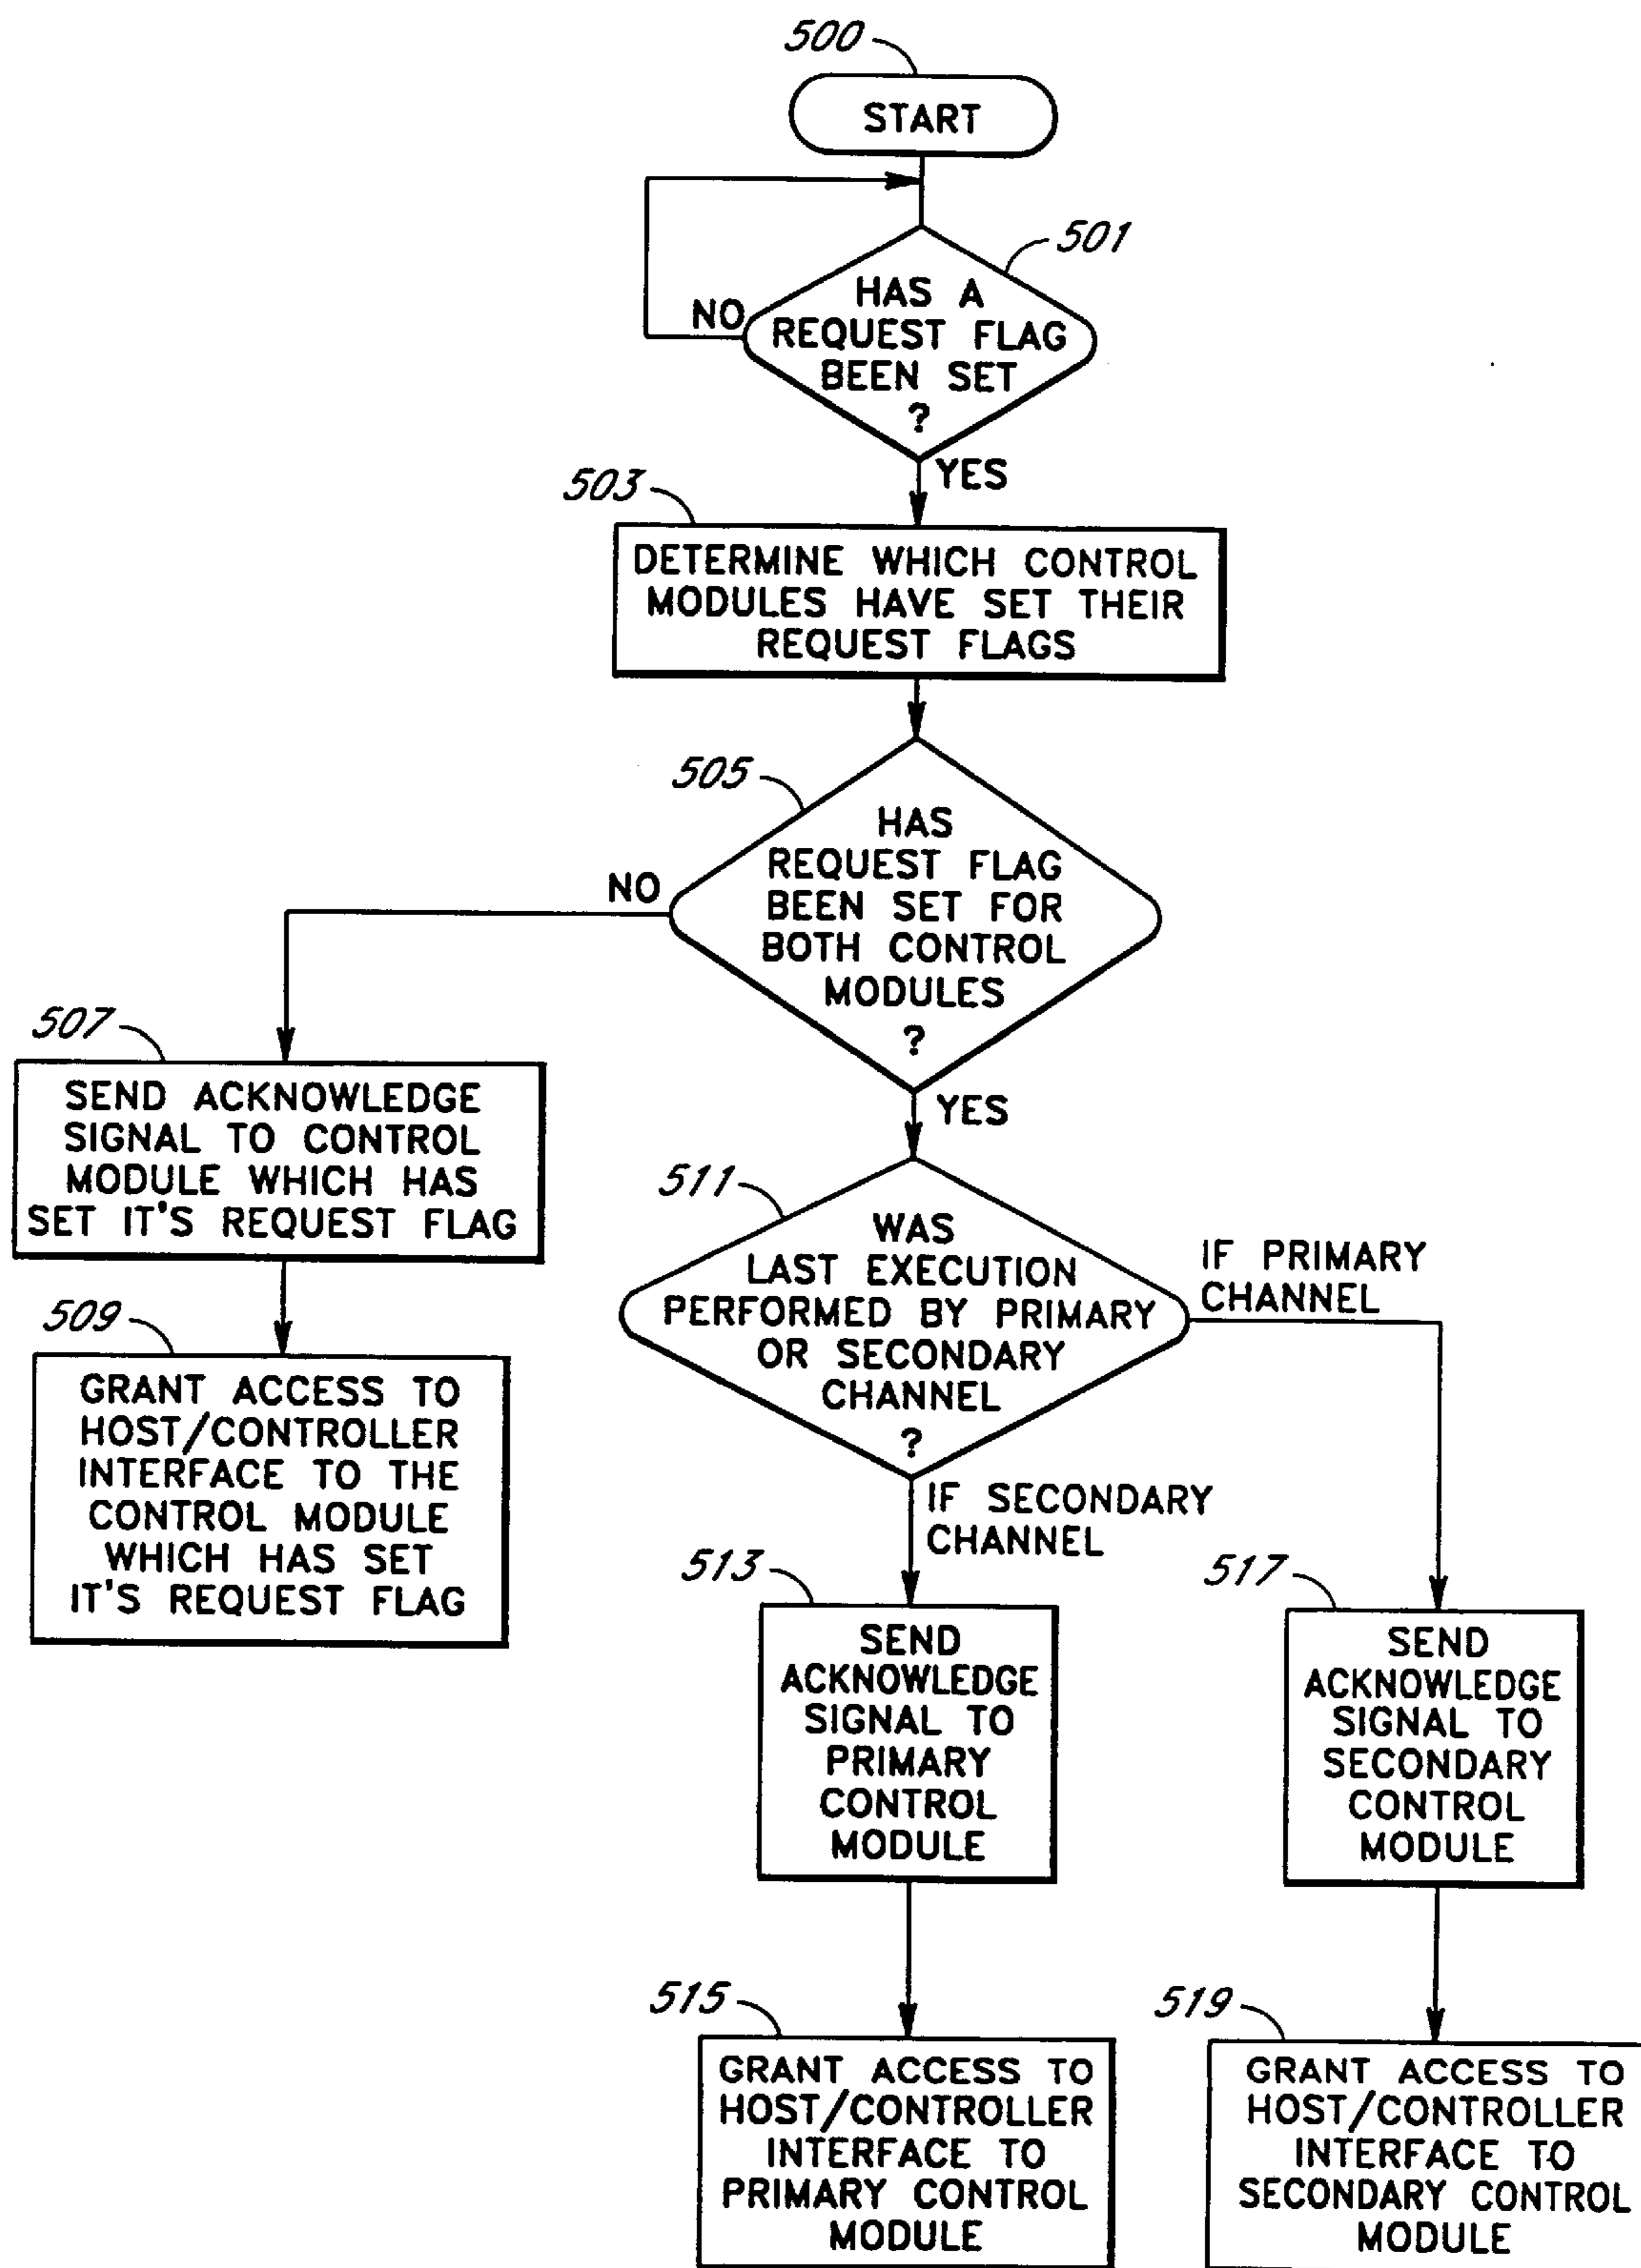 500
START
501
HAS A
REQUEST FLAG
BEEN SET
?
NO
YES
503
DETERMINE WHICH CONTROL
MODULES HAVE SET THEIR
REQUEST FLAGS
505
HAS
REQUEST FLAG
BEEN SET FOR
BOTH CONTROL
MODULES
?
NO
YES
507
SEND ACKNOWLEDGE
SIGNAL TO CONTROL
MODULE WHICH HAS
SET IT'S REQUEST FLAG
509
GRANT ACCESS TO
HOST/CONTROLLER
INTERFACE TO THE
CONTROL MODULE
WHICH HAS SET
IT'S REQUEST FLAG
511
WAS
LAST EXECUTION
PERFORMED BY PRIMARY
OR SECONDARY
CHANNEL
?
IF PRIMARY
CHANNEL
IF SECONDARY
CHANNEL
513
SEND
ACKNOWLEDGE
SIGNAL TO
PRIMARY
CONTROL
MODULE
517
SEND
ACKNOWLEDGE
SIGNAL TO
SECONDARY
CONTROL
MODULE
515
GRANT ACCESS TO
HOST/CONTROLLER
INTERFACE TO
PRIMARY CONTROL
MODULE
519
GRANT ACCESS TO
HOST/CONTROLLER
INTERFACE TO
SECONDARY CONTROL
MODULE